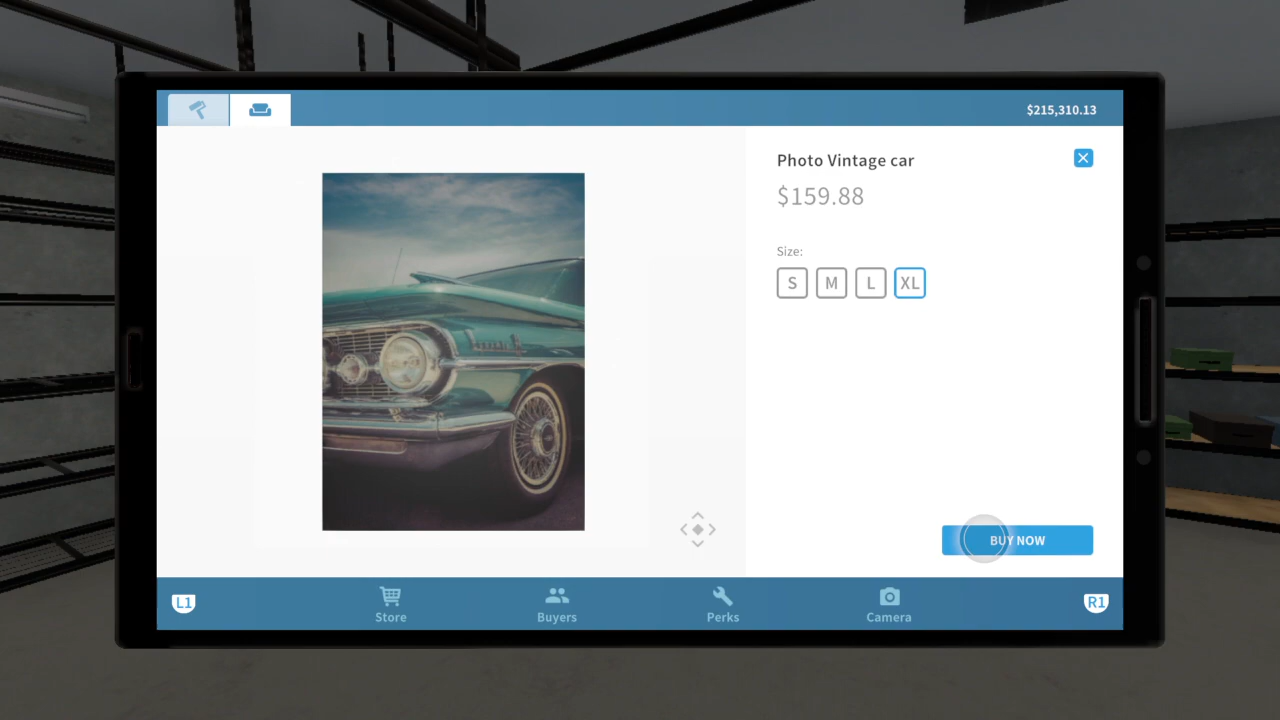 $215,310.13
Photo Vintage car
$159.88
Size:
S M L XL
BUY NOW
L1
Store
Buyers
Perks
Camera
R1